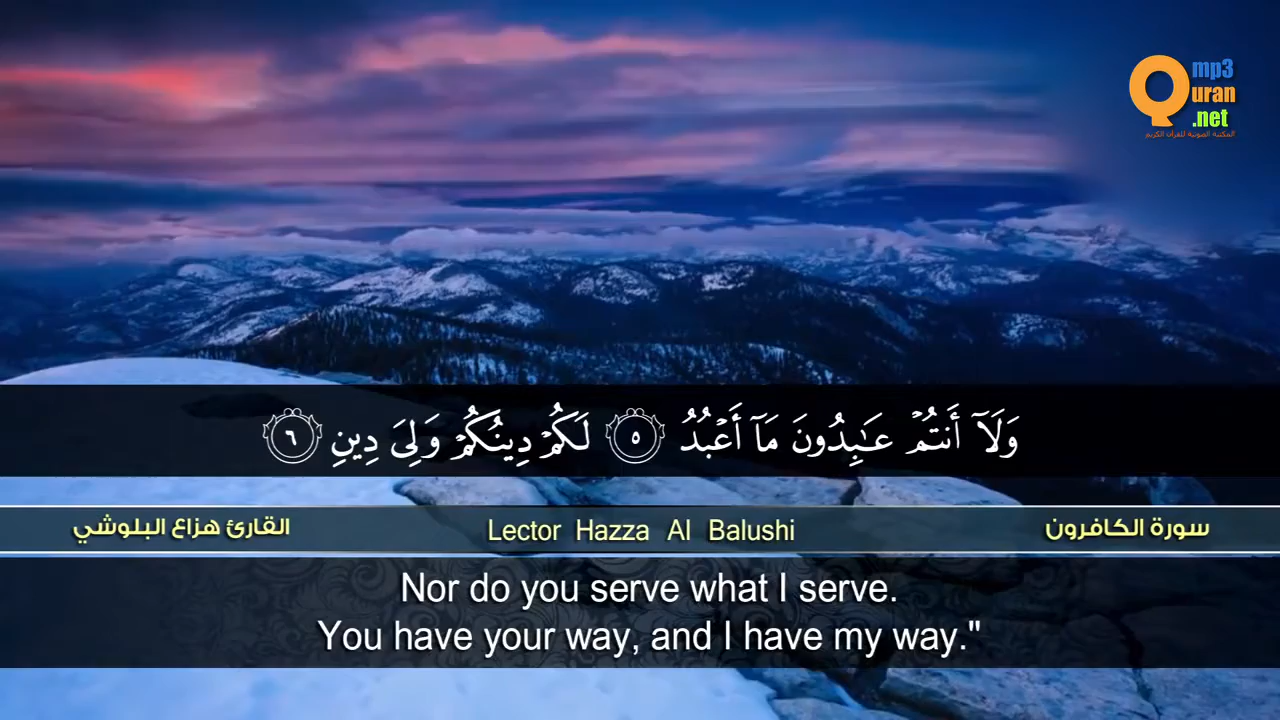 mp3
Quran
.net
المكتبة الصوتية للقرآن الكريم
وَلَآ أَنتُمْ عَـٰبِدُونَ مَآ أَعْبُدُ ٥ لَكُمْ دِينُكُمْ وَلِىَ دِينِ ٦
القارئ هزاع البلوشي Lector Hazza Al Balushi سورة الكافرون
Nor do you serve what I serve.
You have your way, and I have my way."